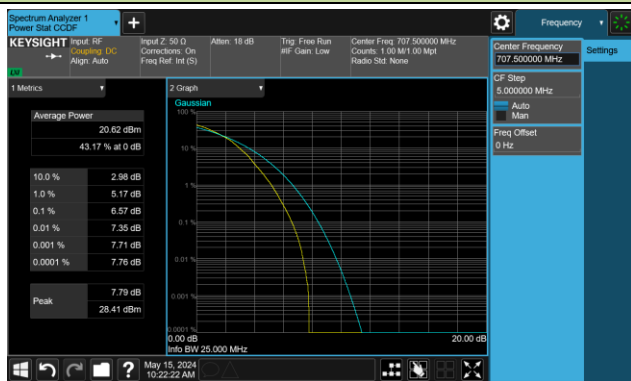 Spectrum Analyzer 1
Power Stat CCDF
Frequency
KEYSIGHT
Input: RF
Coupling: DC
Align: Auto
Input Z: 50 Ω
Corrections: On
Freq Ref: Int (S)
Atten: 18 dB
Trig: Free Run
#IF Gain: Low
Center Freq: 707.500000 MHz
Counts: 1.00 M/1.00 Mpt
Radio Std: None
Center Frequency
707.500000 MHz
Settings
CF Step
5.000000 MHz
Auto
Man
Freq Offset
0 Hz
1 Metrics
Average Power
20.62 dBm
43.17 % at 0 dB
10.0 % 2.98 dB
1.0 % 5.17 dB
0.1 % 6.57 dB
0.01 % 7.35 dB
0.001 % 7.71 dB
0.0001 % 7.76 dB
Peak
7.79 dB
28.41 dBm
2 Graph
Gaussian
100 %
10 %
1 %
0.1 %
0.01 %
0.001 %
0.0001 %
0.00 dB
20.00 dB
Info BW 25.000 MHz
May 15, 2024
10:22:22 AM